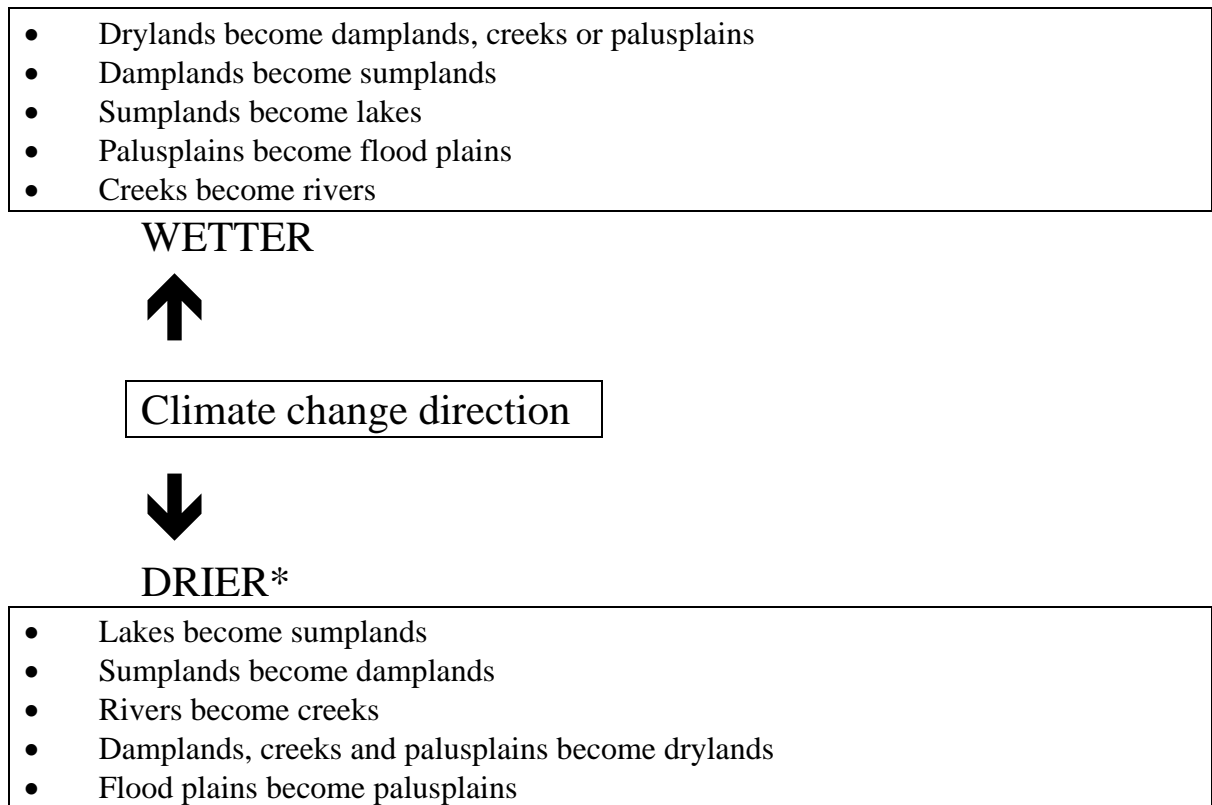 • Drylands become damplands, creeks or palusplains
• Damplands become sumplands
• Sumplands become lakes
• Palusplains become flood plains
• Creeks become rivers
WETTER
Climate change direction
DRIER*
• Lakes become sumplands
• Sumplands become damplands
• Rivers become creeks
• Damplands, creeks and palusplains become drylands
• Flood plains become palusplains